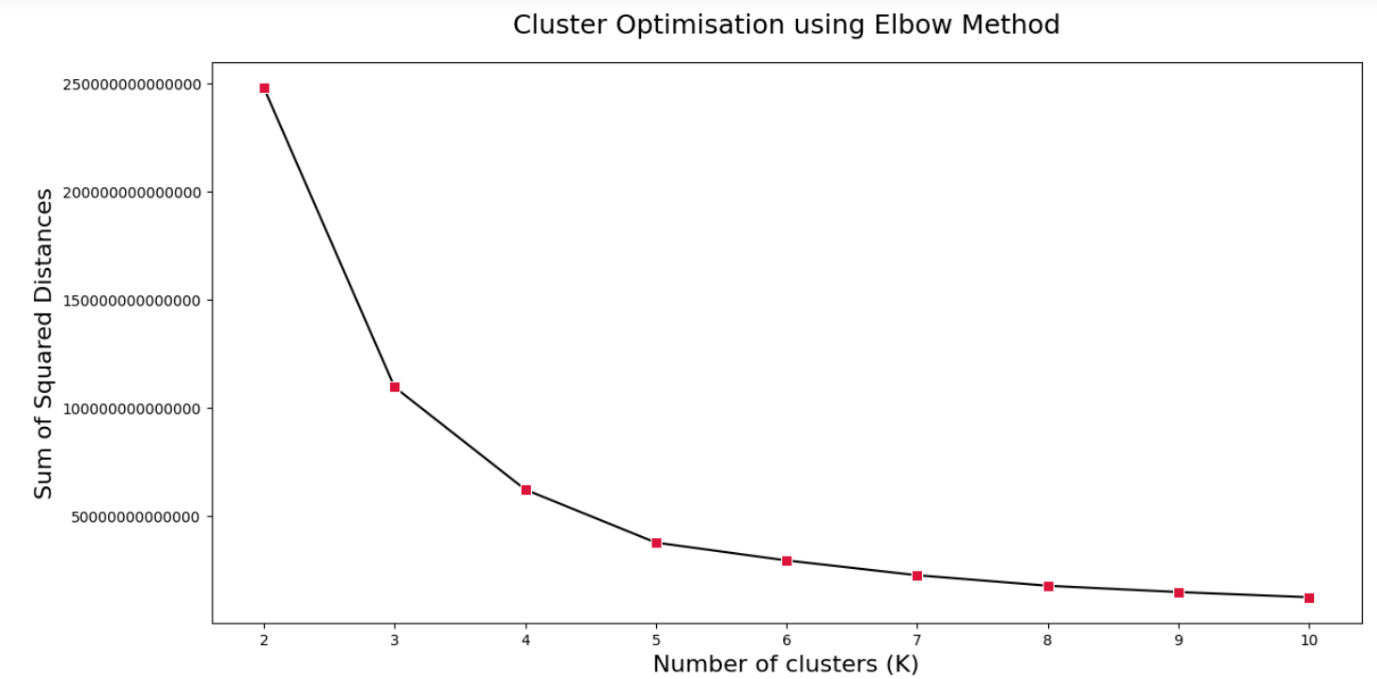 Cluster Optimisation using Elbow Method
Sum of Squared Distances
250000000000000
200000000000000
150000000000000
100000000000000
50000000000000
2 3 4 5 6 7 8 9 10
Number of clusters (K)